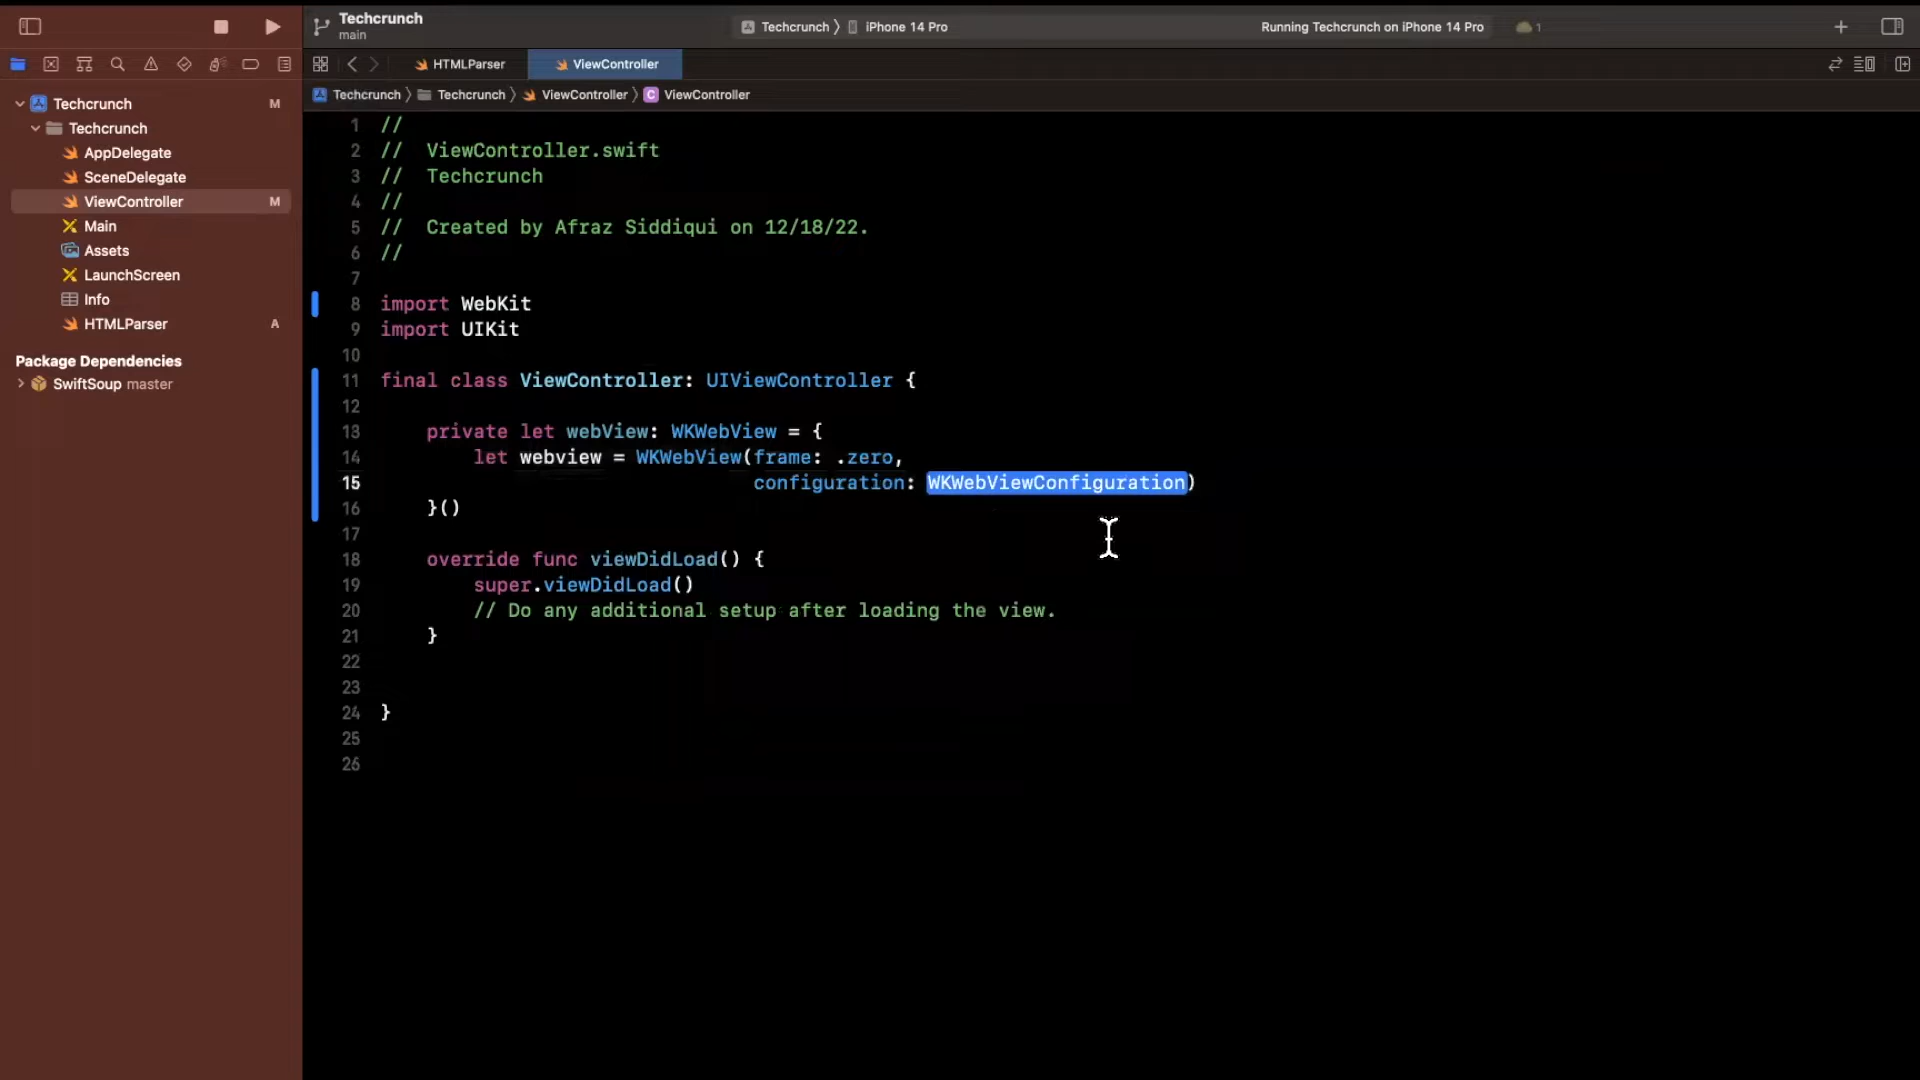 Techcrunch
main
Techcrunch 〉 iPhone 14 Pro
Running Techcrunch on iPhone 14 Pro
1
HTMLParser
ViewController
Techcrunch 〉 Techcrunch 〉 ViewController 〉 C ViewController
Techcrunch M
Techcrunch
AppDelegate
SceneDelegate
ViewController M
Main
Assets
LaunchScreen
Info
HTMLParser A
Package Dependencies
SwiftSoup master
1 //
2 //  ViewController.swift
3 //  Techcrunch
4 //
5 //  Created by Afraz Siddiqui on 12/18/22.
6 //
7
8 import WebKit
9 import UIKit
10
11 final class ViewController: UIViewController {
12
13     private let webView: WKWebView = {
14         let webview = WKWebView(frame: .zero,
15                                 configuration: WKWebViewConfiguration)
16     }()
17
18     override func viewDidLoad() {
19         super.viewDidLoad()
20         // Do any additional setup after loading the view.
21     }
22
23
24 }
25
26